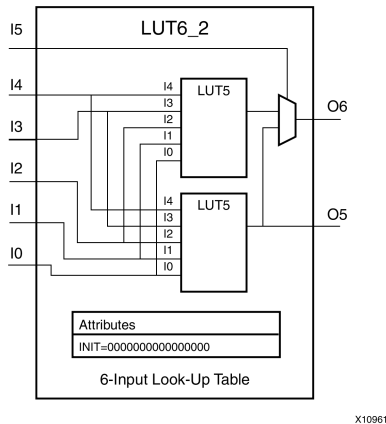 LUT6_2
I5
I4
I3
I2
I1
I0
I4
I3
I2
I1
I0
LUT5
O6
I4
I3
I2
I1
I0
LUT5
O5
Attributes
INIT=0000000000000000
6-Input Look-Up Table
X10961